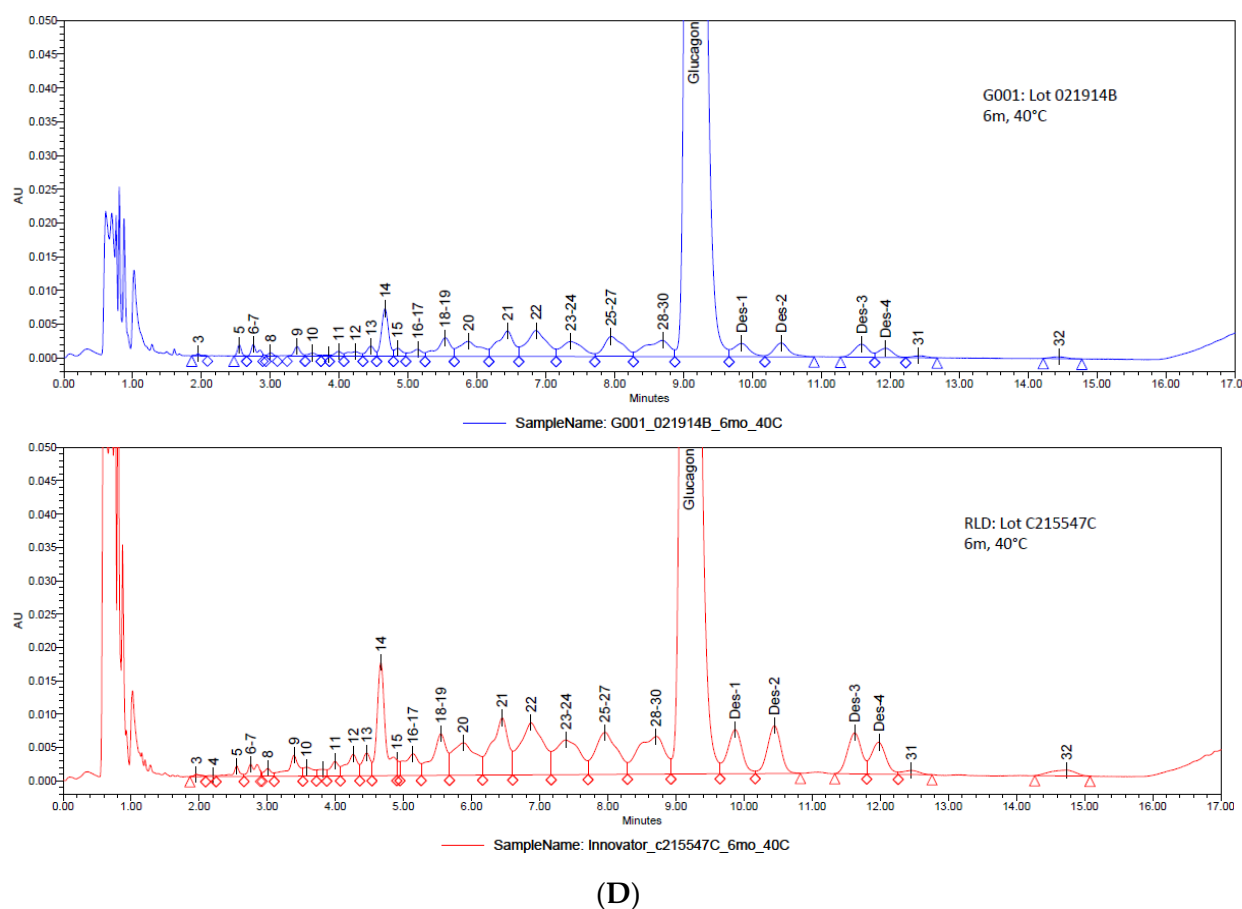 0.050
0.045
0.040
0.035
0.030
0.025
0.020
0.015
0.010
0.005
0.000
AU
Glucagon
G001: Lot 021914B
6m, 40°C
3
5
6-7
8
9
10
11
12
13
14
15
16-17
18-19
20
21
22
23-24
25-27
28-30
Des-1
Des-2
Des-3
Des-4
31
32
0.00 1.00 2.00 3.00 4.00 5.00 6.00 7.00 8.00 9.00 10.00 11.00 12.00 13.00 14.00 15.00 16.00 17.0
Minutes
SampleName: G001_021914B_6mo_40C
0.050
0.045
0.040
0.035
0.030
0.025
0.020
0.015
0.010
0.005
0.000
AU
Glucagon
RLD: Lot C215547C
6m, 40°C
3
4
5
6-7
8
9
10
11
12
13
14
15
16-17
18-19
20
21
22
23-24
25-27
28-30
Des-1
Des-2
Des-3
Des-4
31
32
0.00 1.00 2.00 3.00 4.00 5.00 6.00 7.00 8.00 9.00 10.00 11.00 12.00 13.00 14.00 15.00 16.00 17.00
Minutes
SampleName: Innovator_c215547C_6mo_40C
(D)